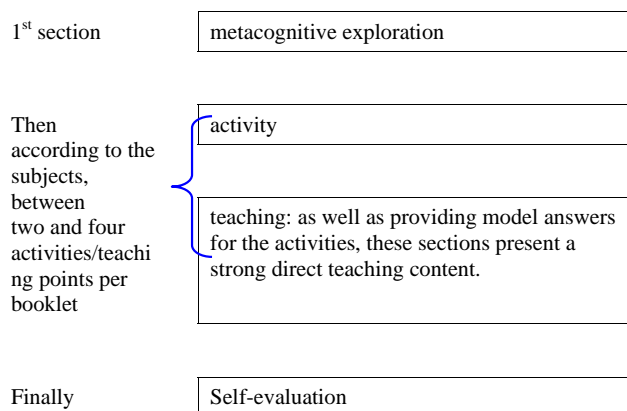 1st section
metacognitive exploration
Then
according to the
subjects,
between
two and four
activities/teachi
ng points per
booklet
activity
teaching: as well as providing model answers
for the activities, these sections present a
strong direct teaching content.
Finally
Self-evaluation